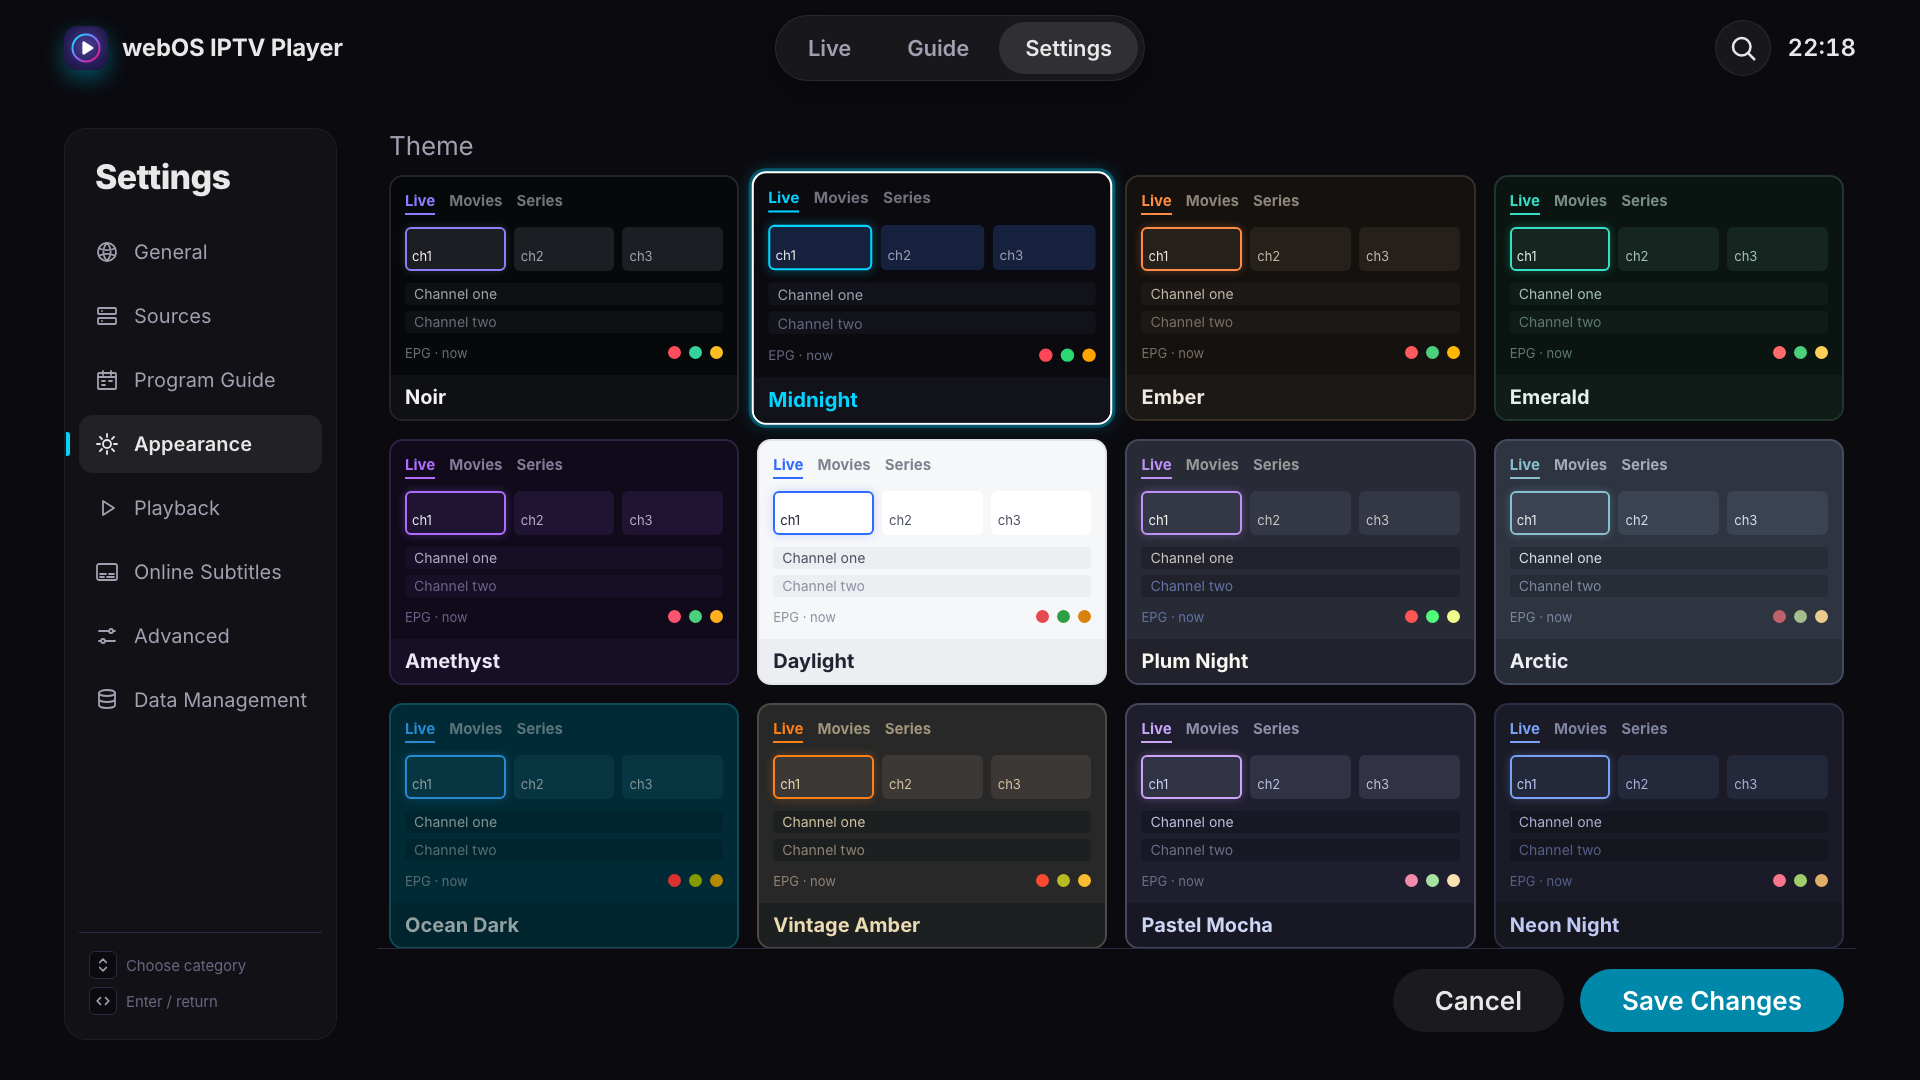 webOS IPTV Player
Live
Guide
Settings
22:18
Settings
General
Sources
Program Guide
Appearance
Playback
Online Subtitles
Advanced
Data Management
Choose category
Enter / return
Theme
Live Movies Series
ch1 ch2 ch3
Channel one
Channel two
EPG · now
Noir
Live Movies Series
ch1 ch2 ch3
Channel one
Channel two
EPG · now
Midnight
Live Movies Series
ch1 ch2 ch3
Channel one
Channel two
EPG · now
Ember
Live Movies Series
ch1 ch2 ch3
Channel one
Channel two
EPG · now
Emerald
Live Movies Series
ch1 ch2 ch3
Channel one
Channel two
EPG · now
Amethyst
Live Movies Series
ch1 ch2 ch3
Channel one
Channel two
EPG · now
Daylight
Live Movies Series
ch1 ch2 ch3
Channel one
Channel two
EPG · now
Plum Night
Live Movies Series
ch1 ch2 ch3
Channel one
Channel two
EPG · now
Arctic
Live Movies Series
ch1 ch2 ch3
Channel one
Channel two
EPG · now
Ocean Dark
Live Movies Series
ch1 ch2 ch3
Channel one
Channel two
EPG · now
Vintage Amber
Live Movies Series
ch1 ch2 ch3
Channel one
Channel two
EPG · now
Pastel Mocha
Live Movies Series
ch1 ch2 ch3
Channel one
Channel two
EPG · now
Neon Night
Cancel
Save Changes